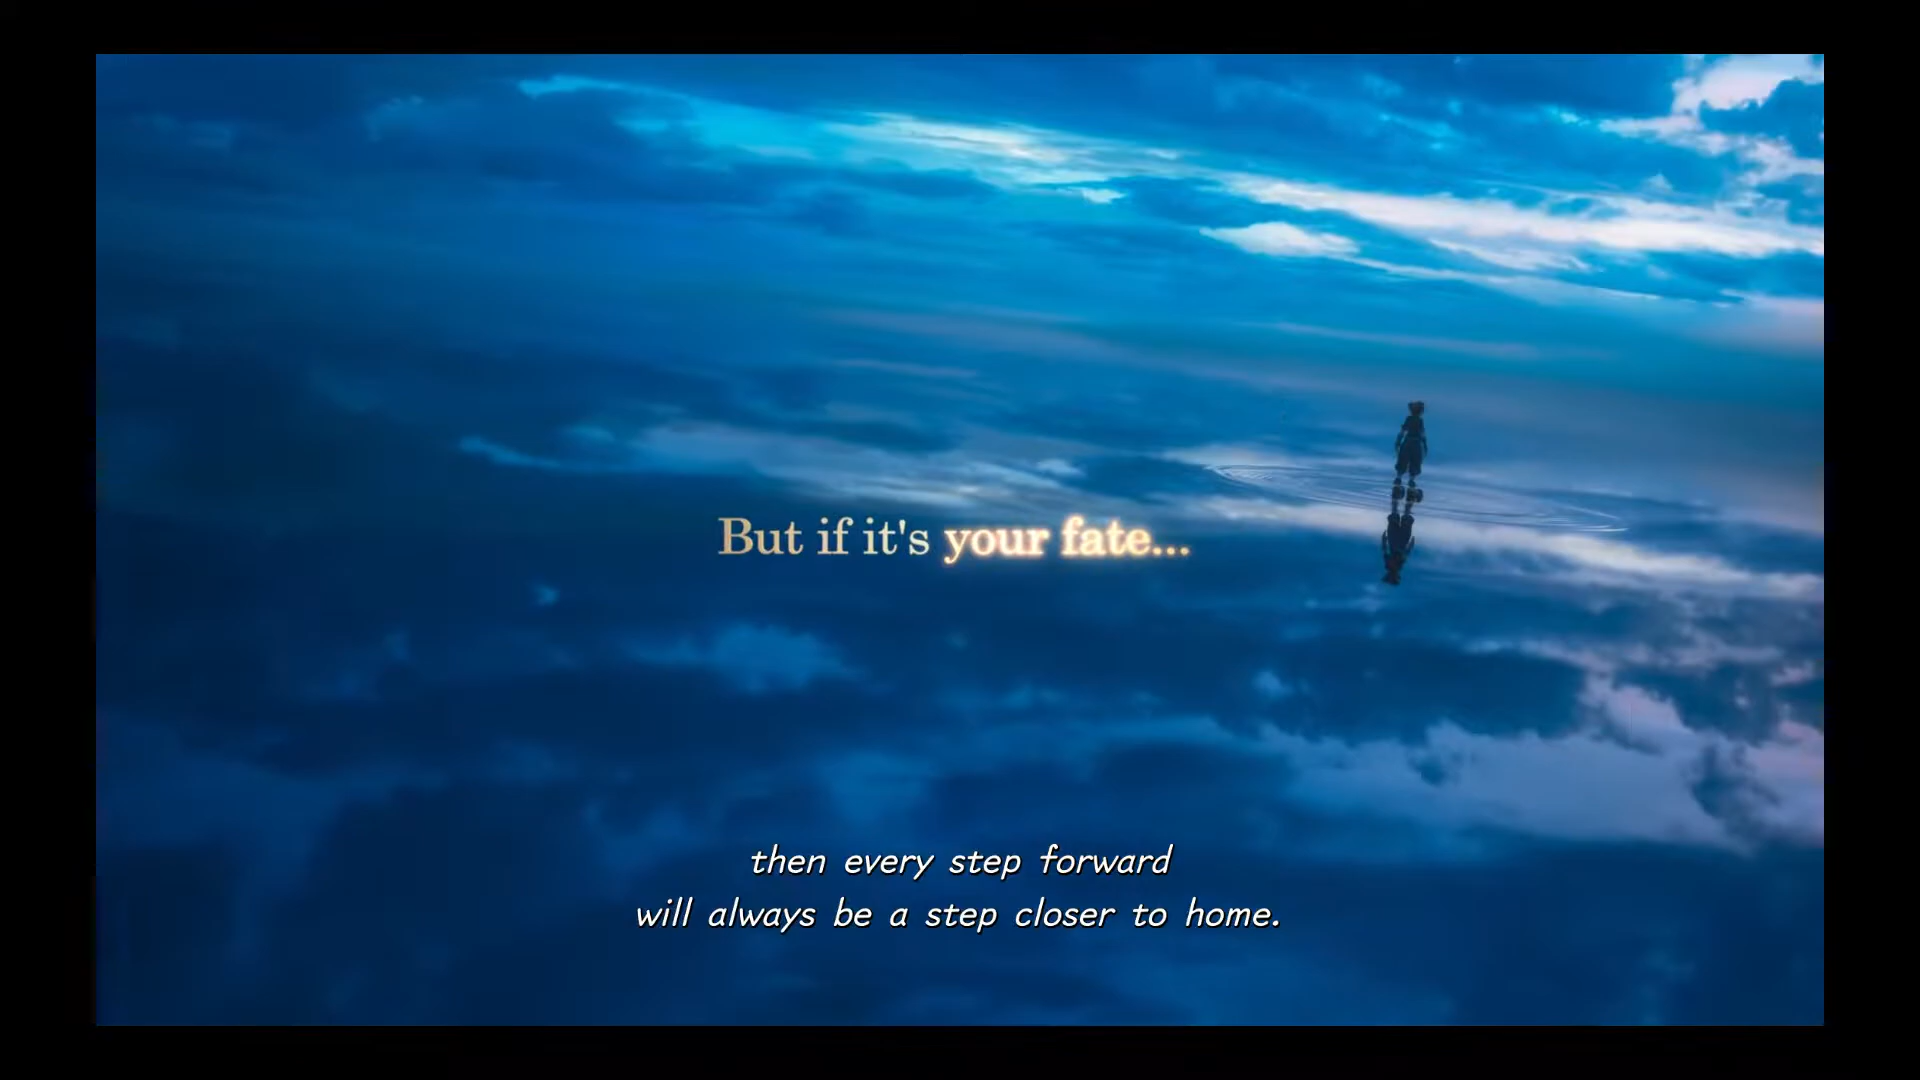 But if it's your fate...
then every step forward
will always be a step closer to home.